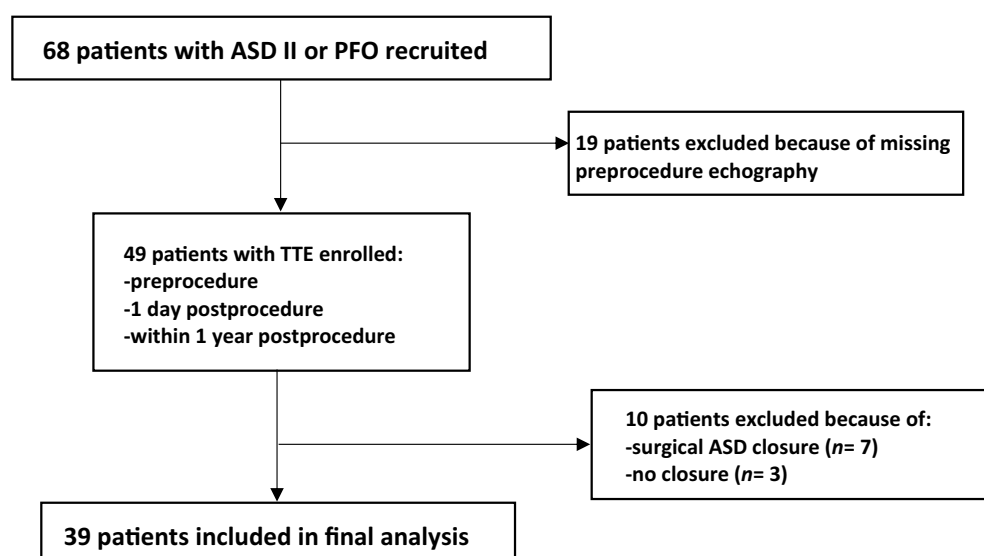 68 patients with ASD II or PFO recruited
19 patients excluded because of missing
preprocedure echography
49 patients with TTE enrolled:
-preprocedure
-1 day postprocedure
-within 1 year postprocedure
10 patients excluded because of:
-surgical ASD closure (n= 7)
-no closure (n= 3)
39 patients included in final analysis